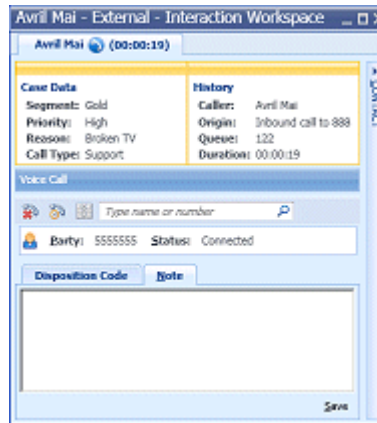 Avril Mai - External - Interaction Workspace
Avril Mai (00:00:19)
Case Data
Segment: Gold
Priority: High
Reason: Broken TV
Call Type: Support
History
Caller: Avril Mai
Origin: Inbound call to 888
Queue: 122
Duration: 00:00:19
Voice Call
Type name or number
Party: 5555555 Status: Connected
Disposition Code Note
Save